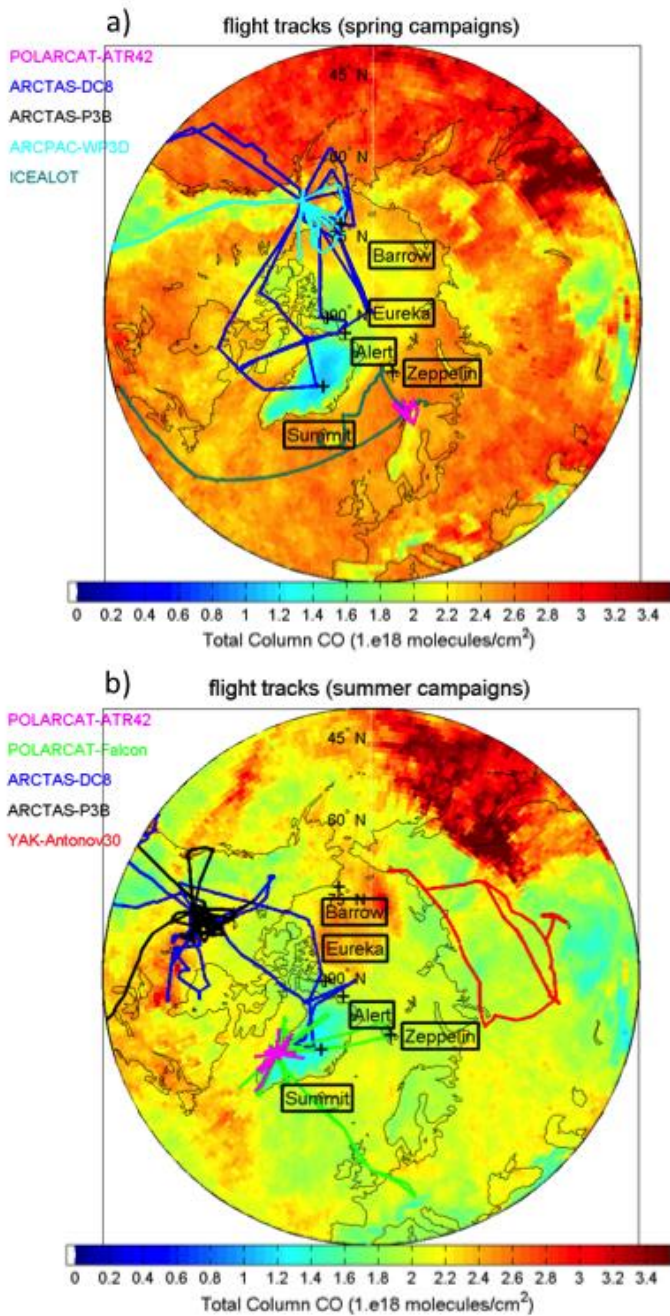 a)
flight tracks (spring campaigns)
POLARCAT-ATR42
ARCTAS-DC8
ARCTAS-P3B
ARCPAC-WP3D
ICEALOT
45° N
60° N
75° N
Barrow
90° N
Eureka
Alert
Zeppelin
Summit
0 0.2 0.4 0.6 0.8 1 1.2 1.4 1.6 1.8 2 2.2 2.4 2.6 2.8 3 3.2 3.4
Total Column CO (1.e18 molecules/cm²)
b)
flight tracks (summer campaigns)
POLARCAT-ATR42
POLARCAT-Falcon
ARCTAS-DC8
ARCTAS-P3B
YAK-Antonov30
45° N
60° N
75° N
Barrow
Eureka
90° N
Alert
Zeppelin
Summit
0 0.2 0.4 0.6 0.8 1 1.2 1.4 1.6 1.8 2 2.2 2.4 2.6 2.8 3 3.2 3.4
Total Column CO (1.e18 molecules/cm²)